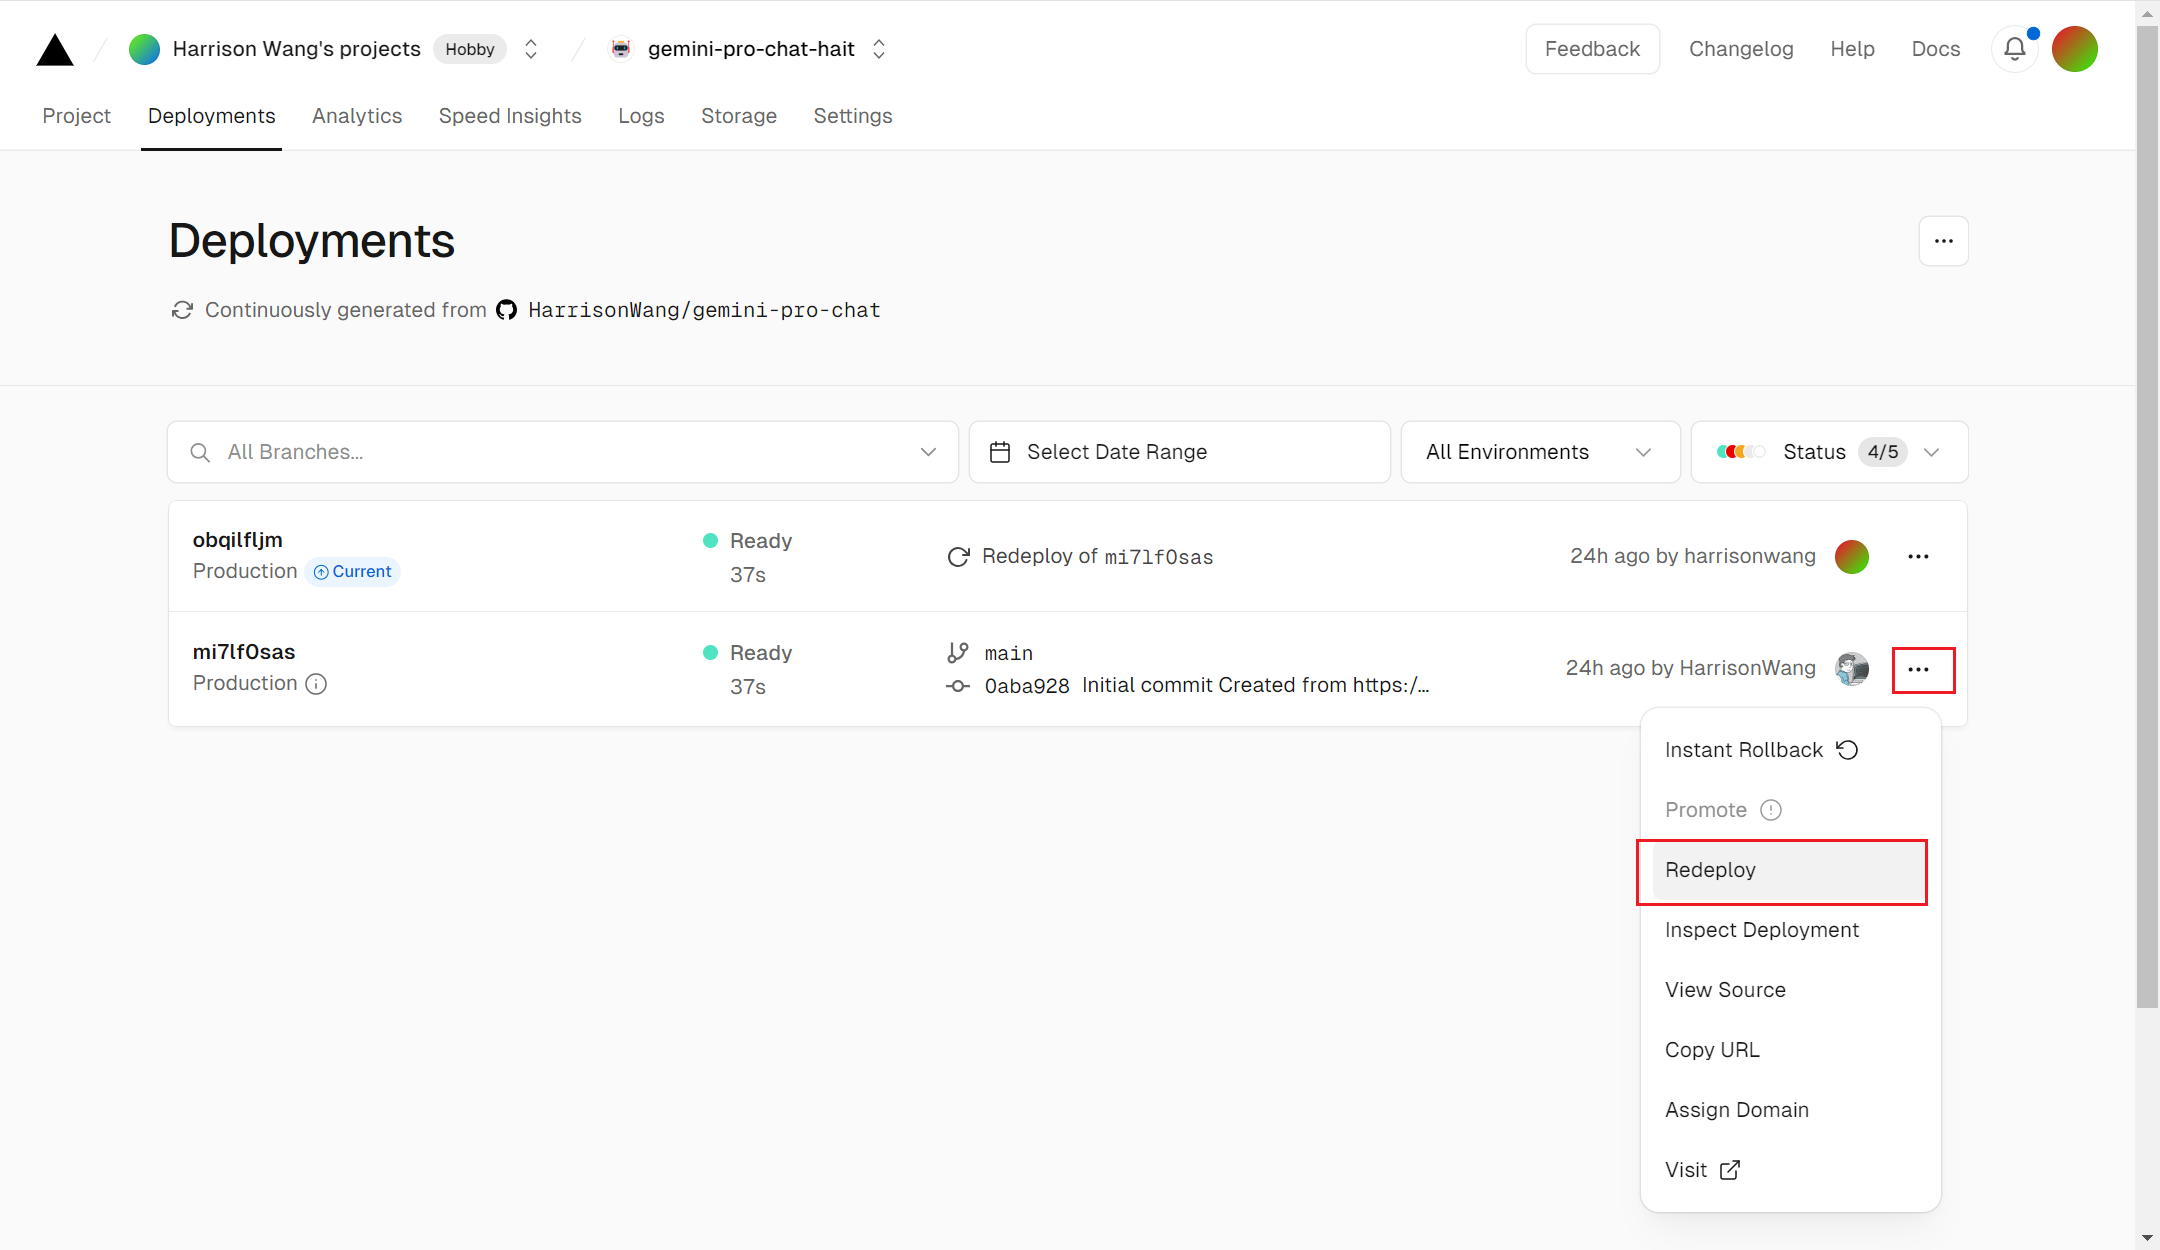 Harrison Wang's projects Hobby gemini-pro-chat-hait Feedback Changelog Help Docs
Project Deployments Analytics Speed Insights Logs Storage Settings
Deployments
Continuously generated from HarrisonWang/gemini-pro-chat
All Branches... Select Date Range All Environments Status 4/5
obqilfljm
Production Current
Ready
37s
Redeploy of mi7lf0sas
24h ago by harrisonwang
mi7lf0sas
Production
Ready
37s
main
0aba928 Initial commit Created from https:/...
24h ago by HarrisonWang
Instant Rollback
Promote
Redeploy
Inspect Deployment
View Source
Copy URL
Assign Domain
Visit